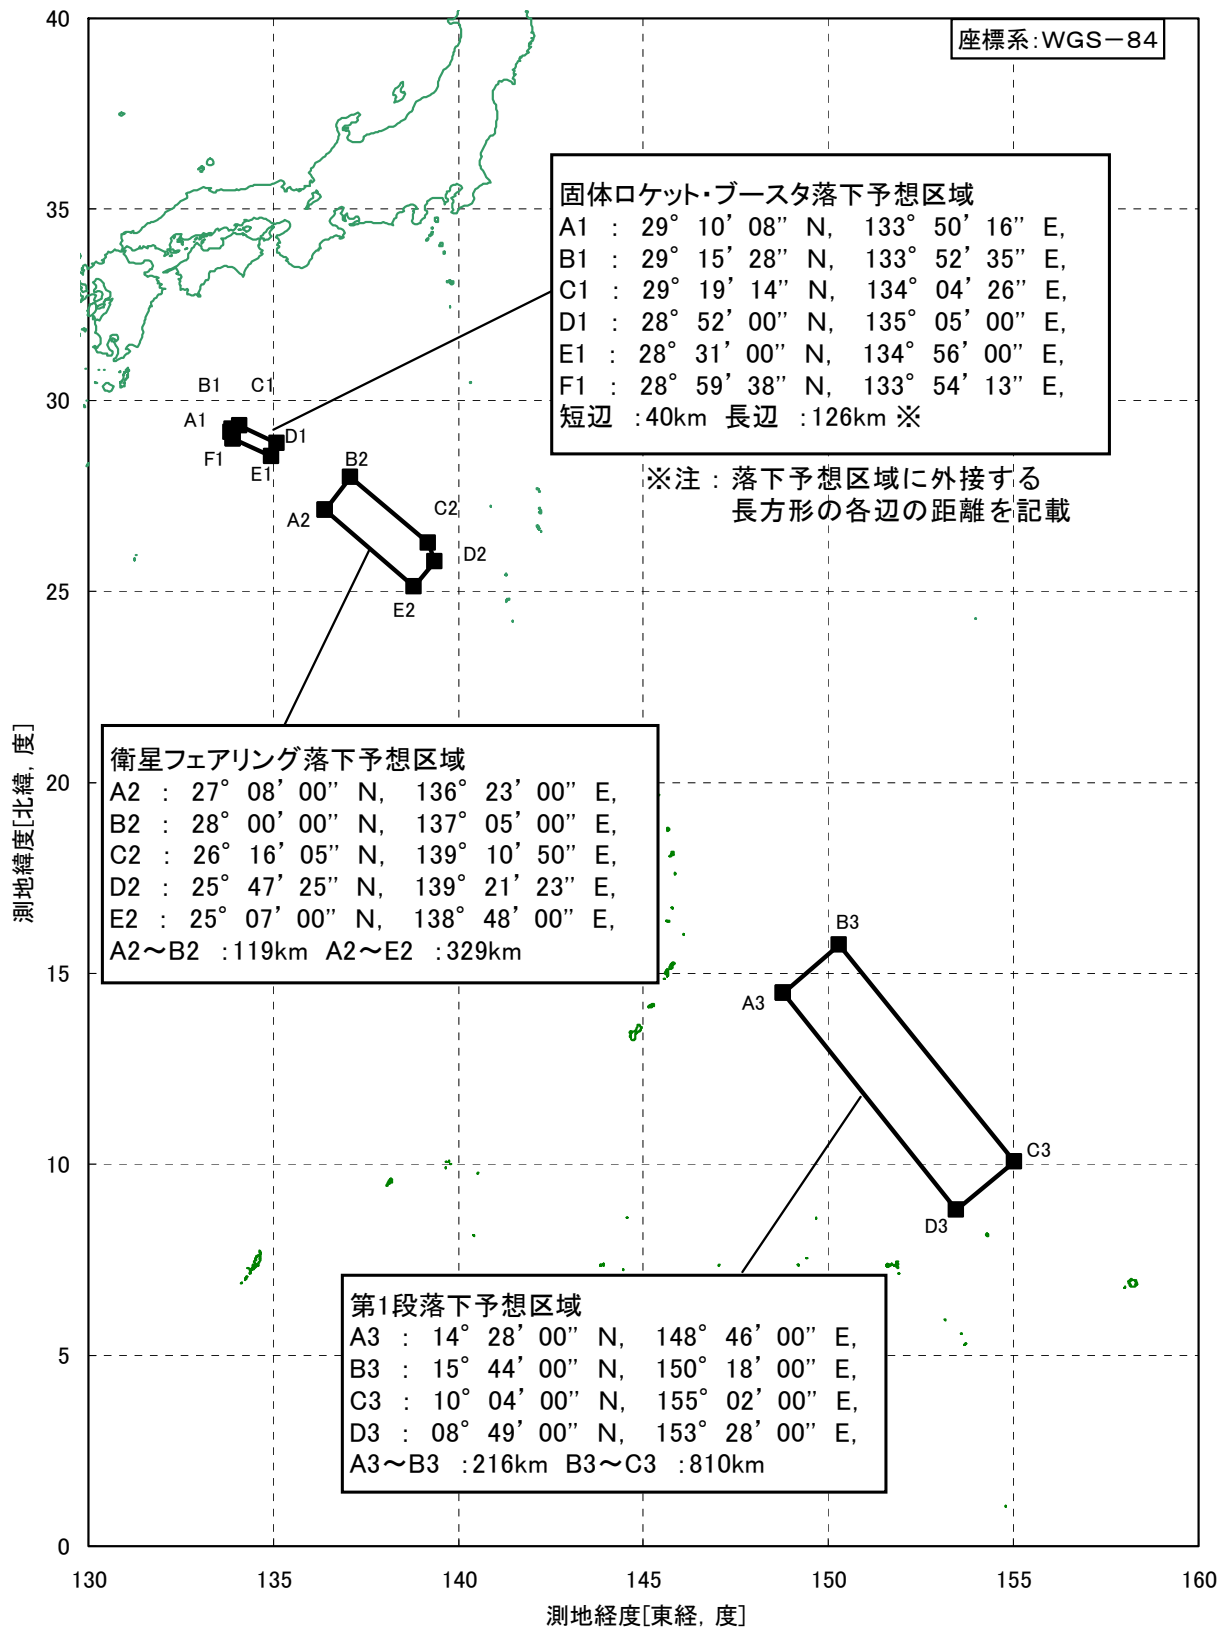 座標系:WGS−84
40
35
30
25
20
15
10
5
0
測地緯度[北緯, 度]
固体ロケット・ブースタ落下予想区域
A1 : 29° 10’ 08” N, 133° 50’ 16” E,
B1 : 29° 15’ 28” N, 133° 52’ 35” E,
C1 : 29° 19’ 14” N, 134° 04’ 26” E,
D1 : 28° 52’ 00” N, 135° 05’ 00” E,
E1 : 28° 31’ 00” N, 134° 56’ 00” E,
F1 : 28° 59’ 38” N, 133° 54’ 13” E,
短辺 :40km 長辺 :126km ※
※注 : 落下予想区域に外接する
長方形の各辺の距離を記載
B1
C1
A1
D1
F1
E1
B2
C2
A2
D2
E2
衛星フェアリング落下予想区域
A2 : 27° 08’ 00” N, 136° 23’ 00” E,
B2 : 28° 00’ 00” N, 137° 05’ 00” E,
C2 : 26° 16’ 05” N, 139° 10’ 50” E,
D2 : 25° 47’ 25” N, 139° 21’ 23” E,
E2 : 25° 07’ 00” N, 138° 48’ 00” E,
A2～B2 :119km A2～E2 :329km
B3
A3
C3
D3
第1段落下予想区域
A3 : 14° 28’ 00” N, 148° 46’ 00” E,
B3 : 15° 44’ 00” N, 150° 18’ 00” E,
C3 : 10° 04’ 00” N, 155° 02’ 00” E,
D3 : 08° 49’ 00” N, 153° 28’ 00” E,
A3～B3 :216km B3～C3 :810km
130 135 140 145 150 155 160
測地経度[東経, 度]